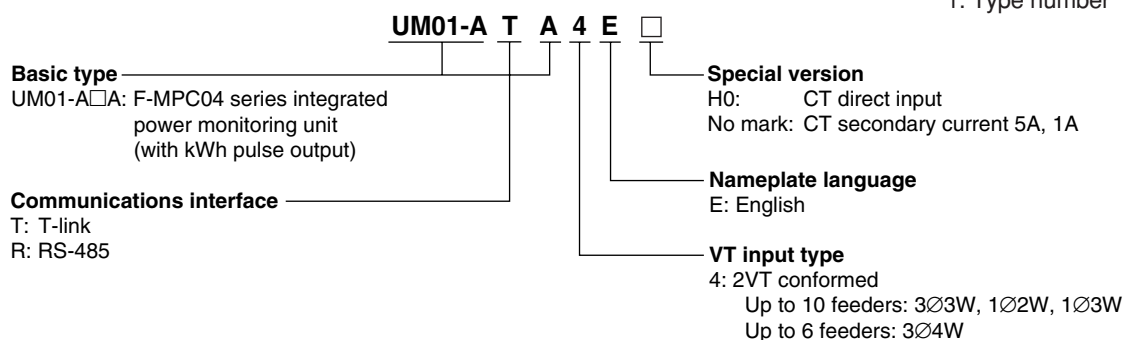 1. Type number
UM01-A T A 4 E □
Basic type
UM01-A□A: F-MPC04 series integrated
power monitoring unit
(with kWh pulse output)
Communications interface
T: T-link
R: RS-485
Special version
H0: CT direct input
No mark: CT secondary current 5A, 1A
Nameplate language
E: English
VT input type
4: 2VT conformed
Up to 10 feeders: 3∅3W, 1∅2W, 1∅3W
Up to 6 feeders: 3∅4W